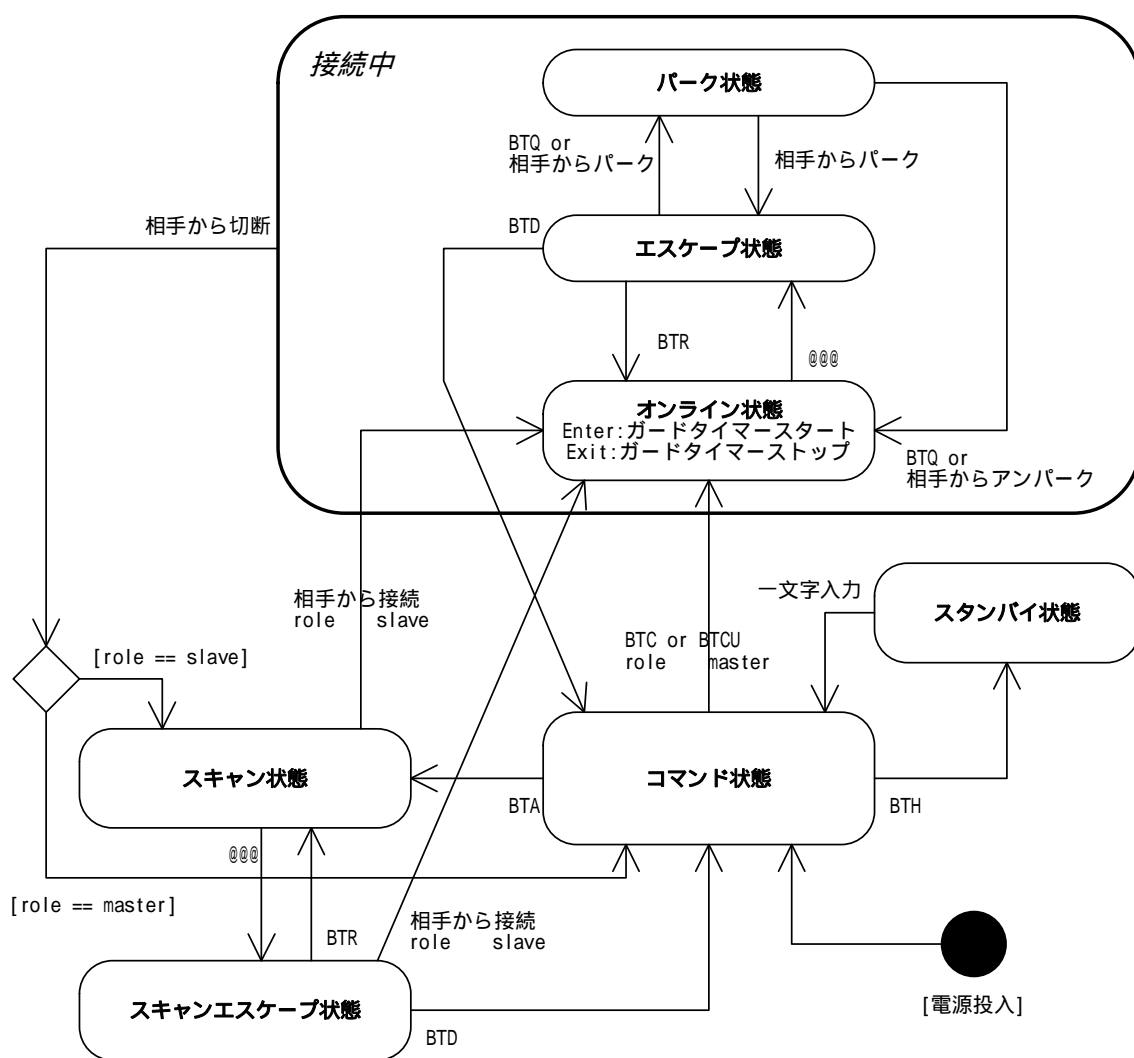 接続中
パーク状態
BTQ or
相手からパーク
相手からパーク
相手から切断
BTD
エスケープ状態
BTR
@@@
オンライン状態
Enter:ガードタイマースタート
Exit:ガードタイマーストップ
BTQ or
相手からアンパーク
相手から接続
role slave
一文字入力
スタンバイ状態
BTC or BTCU
role master
[role == slave]
スキャン状態
BTA
コマンド状態
BTH
@@@
[role == master]
BTR
相手から接続
role slave
スキャンエスケープ状態
BTD
[電源投入]